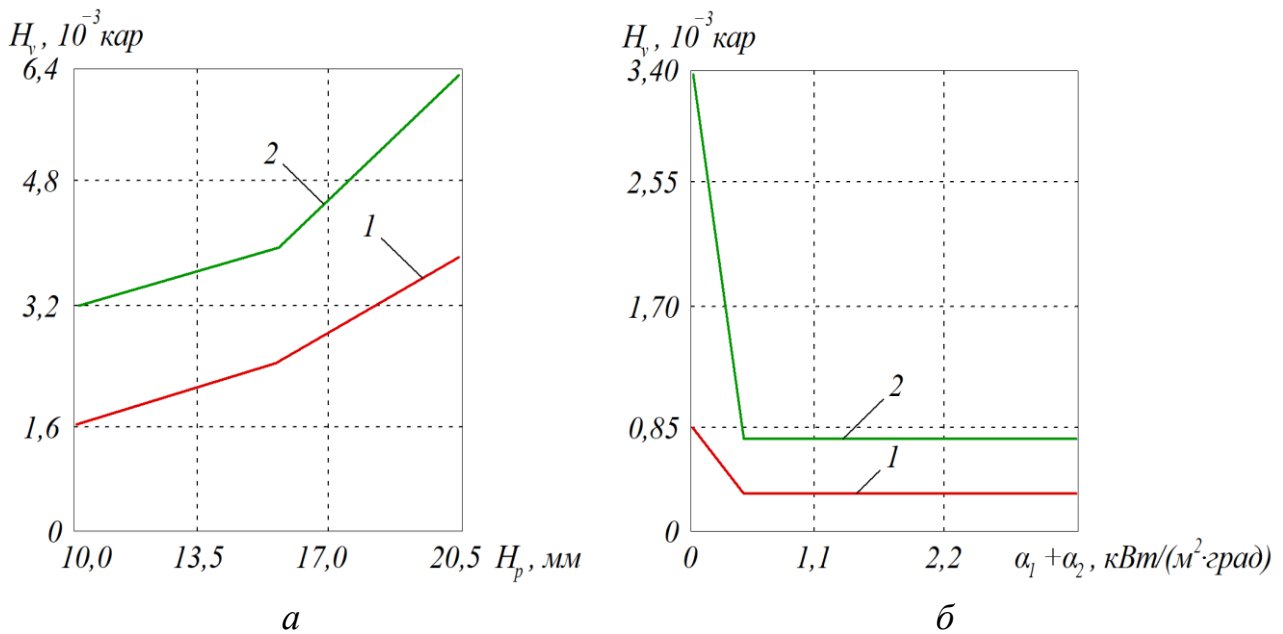 H_v, 10^-3 кар
6,4
4,8
3,2
1,6
0
2
1
10,0 13,5 17,0 20,5 H_p, мм
а
H_v, 10^-3 кар
3,40
2,55
1,70
0,85
0
2
1
0 1,1 2,2 α_1+α_2, кВт/(м^2·град)
б